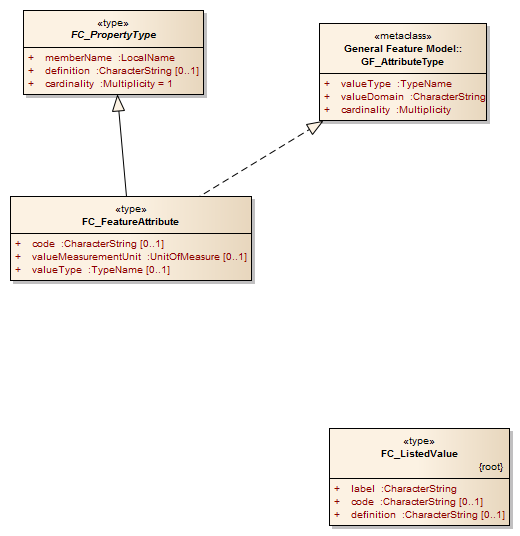 «type»
FC_PropertyType
+ memberName :LocalName
+ definition :CharacterString [0..1]
+ cardinality :Multiplicity = 1
«metaclass»
General Feature Model::
GF_AttributeType
+ valueType :TypeName
+ valueDomain :CharacterString
+ cardinality :Multiplicity
«type»
FC_FeatureAttribute
+ code :CharacterString [0..1]
+ valueMeasurementUnit :UnitOfMeasure [0..1]
+ valueType :TypeName [0..1]
«type»
FC_ListedValue
{root}
+ label :CharacterString
+ code :CharacterString [0..1]
+ definition :CharacterString [0..1]